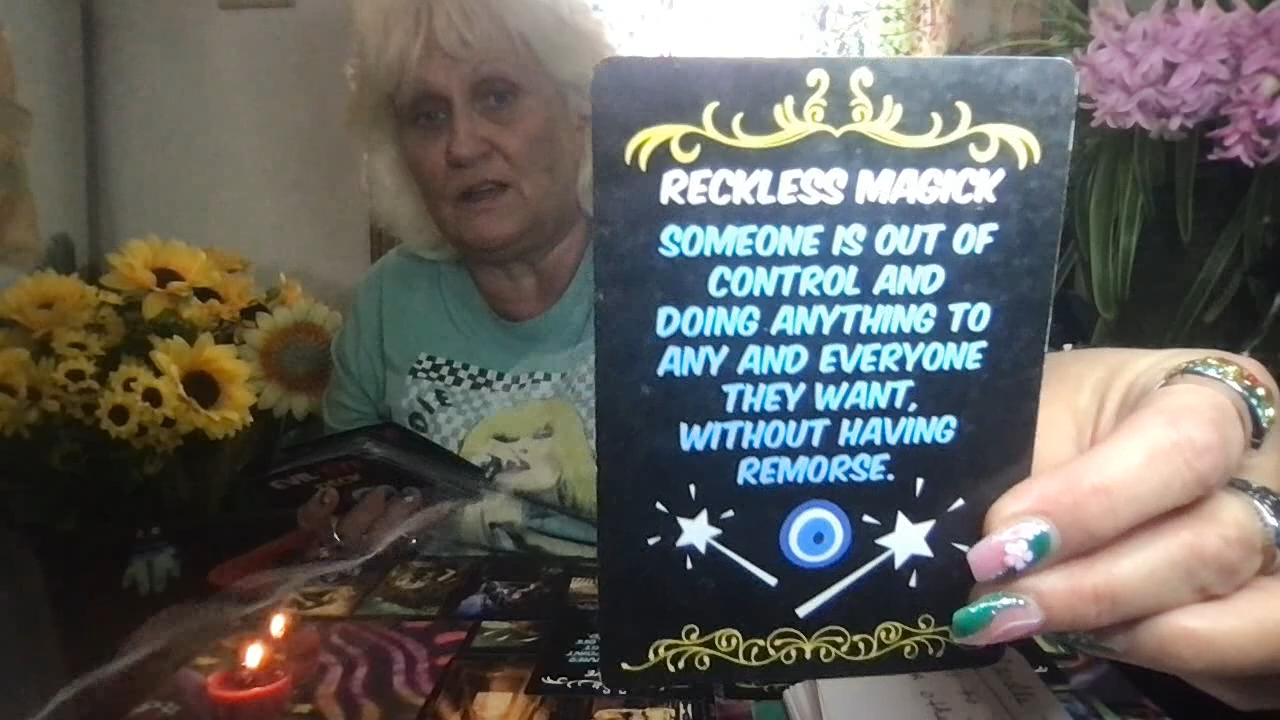 RECKLESS MAGICK
SOMEONE IS OUT OF
CONTROL AND
DOING ANYTHING TO
ANY AND EVERYONE
THEY WANT,
WITHOUT HAVING
REMORSE.